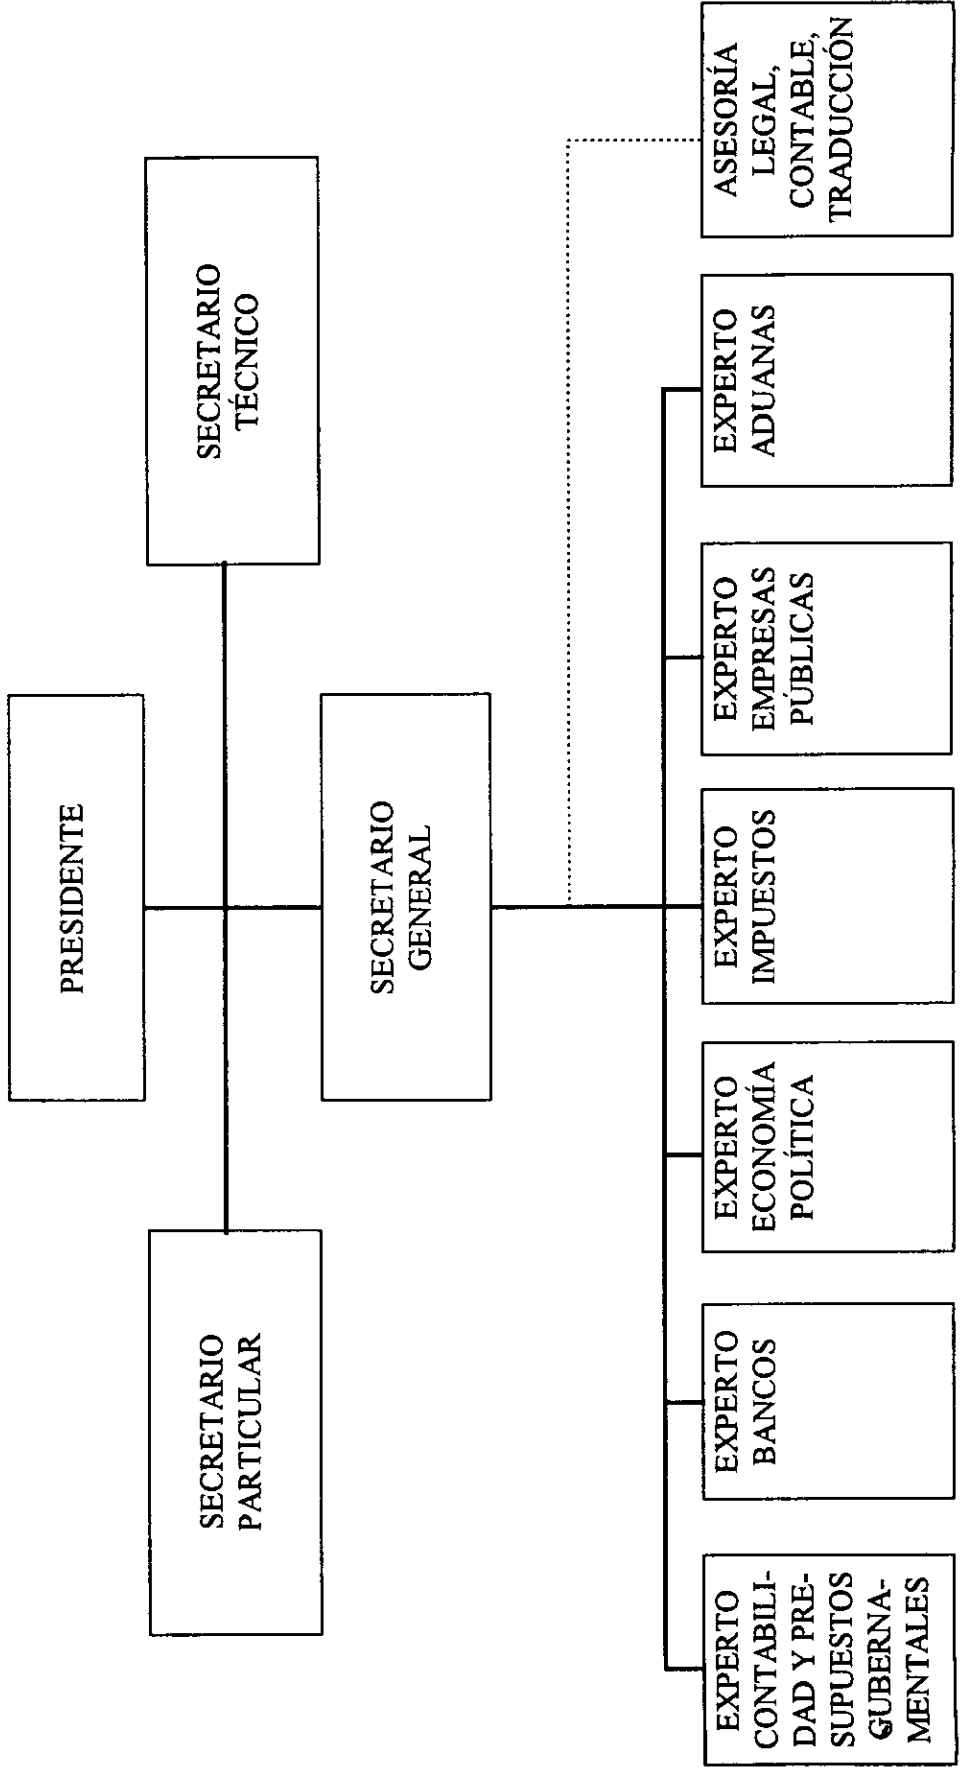 PRESIDENTE
SECRETARIO
PARTICULAR
SECRETARIO
TÉCNICO
SECRETARIO
GENERAL
EXPERTO
CONTABILI-
DAD Y PRE-
SUPUESTOS
GUBERNA-
MENTALES
EXPERTO
BANCOS
EXPERTO
ECONOMÍA
POLÍTICA
EXPERTO
IMPUESTOS
EXPERTO
EMPRESAS
PÚBLICAS
EXPERTO
ADUANAS
ASESORÍA
LEGAL,
CONTABLE,
TRADUCCIÓN